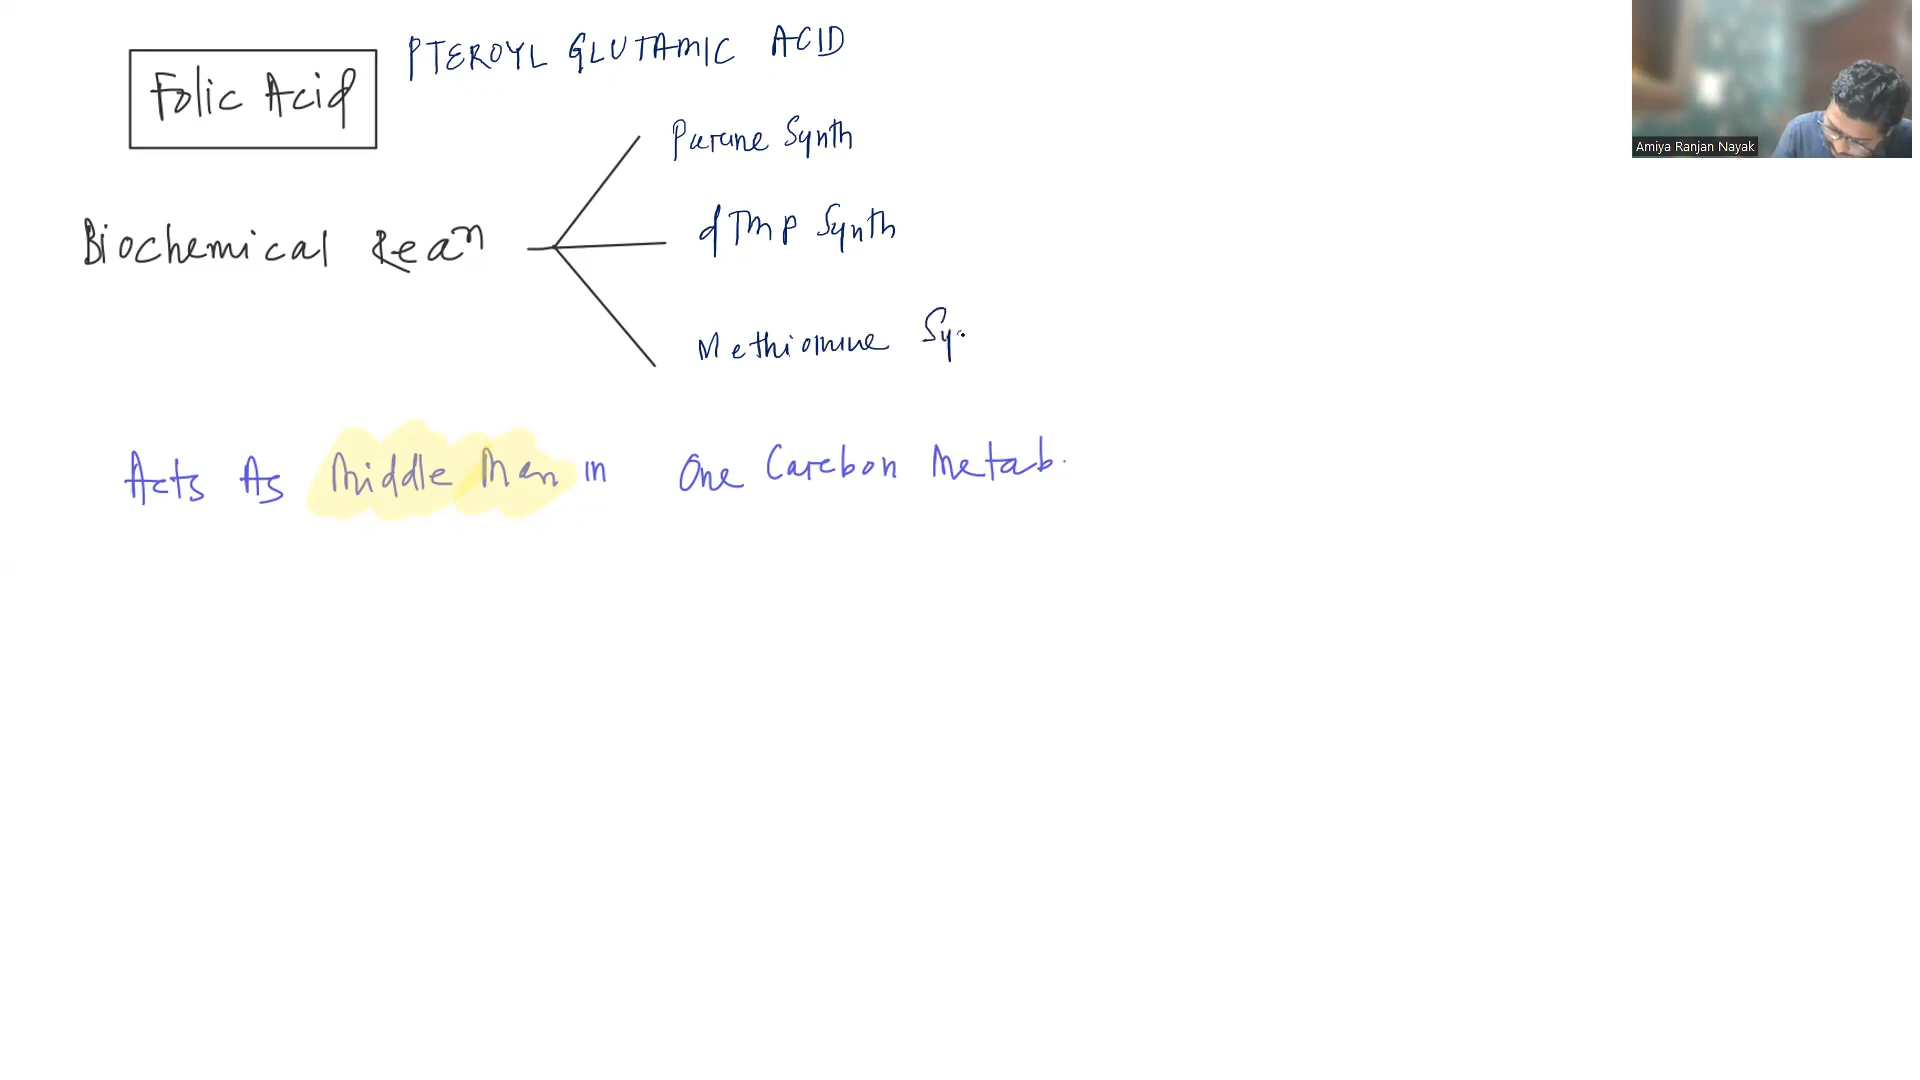 Folic Acid
PTEROYL GLUTAMIC ACID
Purine Synth
Biochemical Rea^n
dTMP Synth
Methionine Sy
Acts As Middle Man in One Carbon Metab.
Amiya Ranjan Nayak